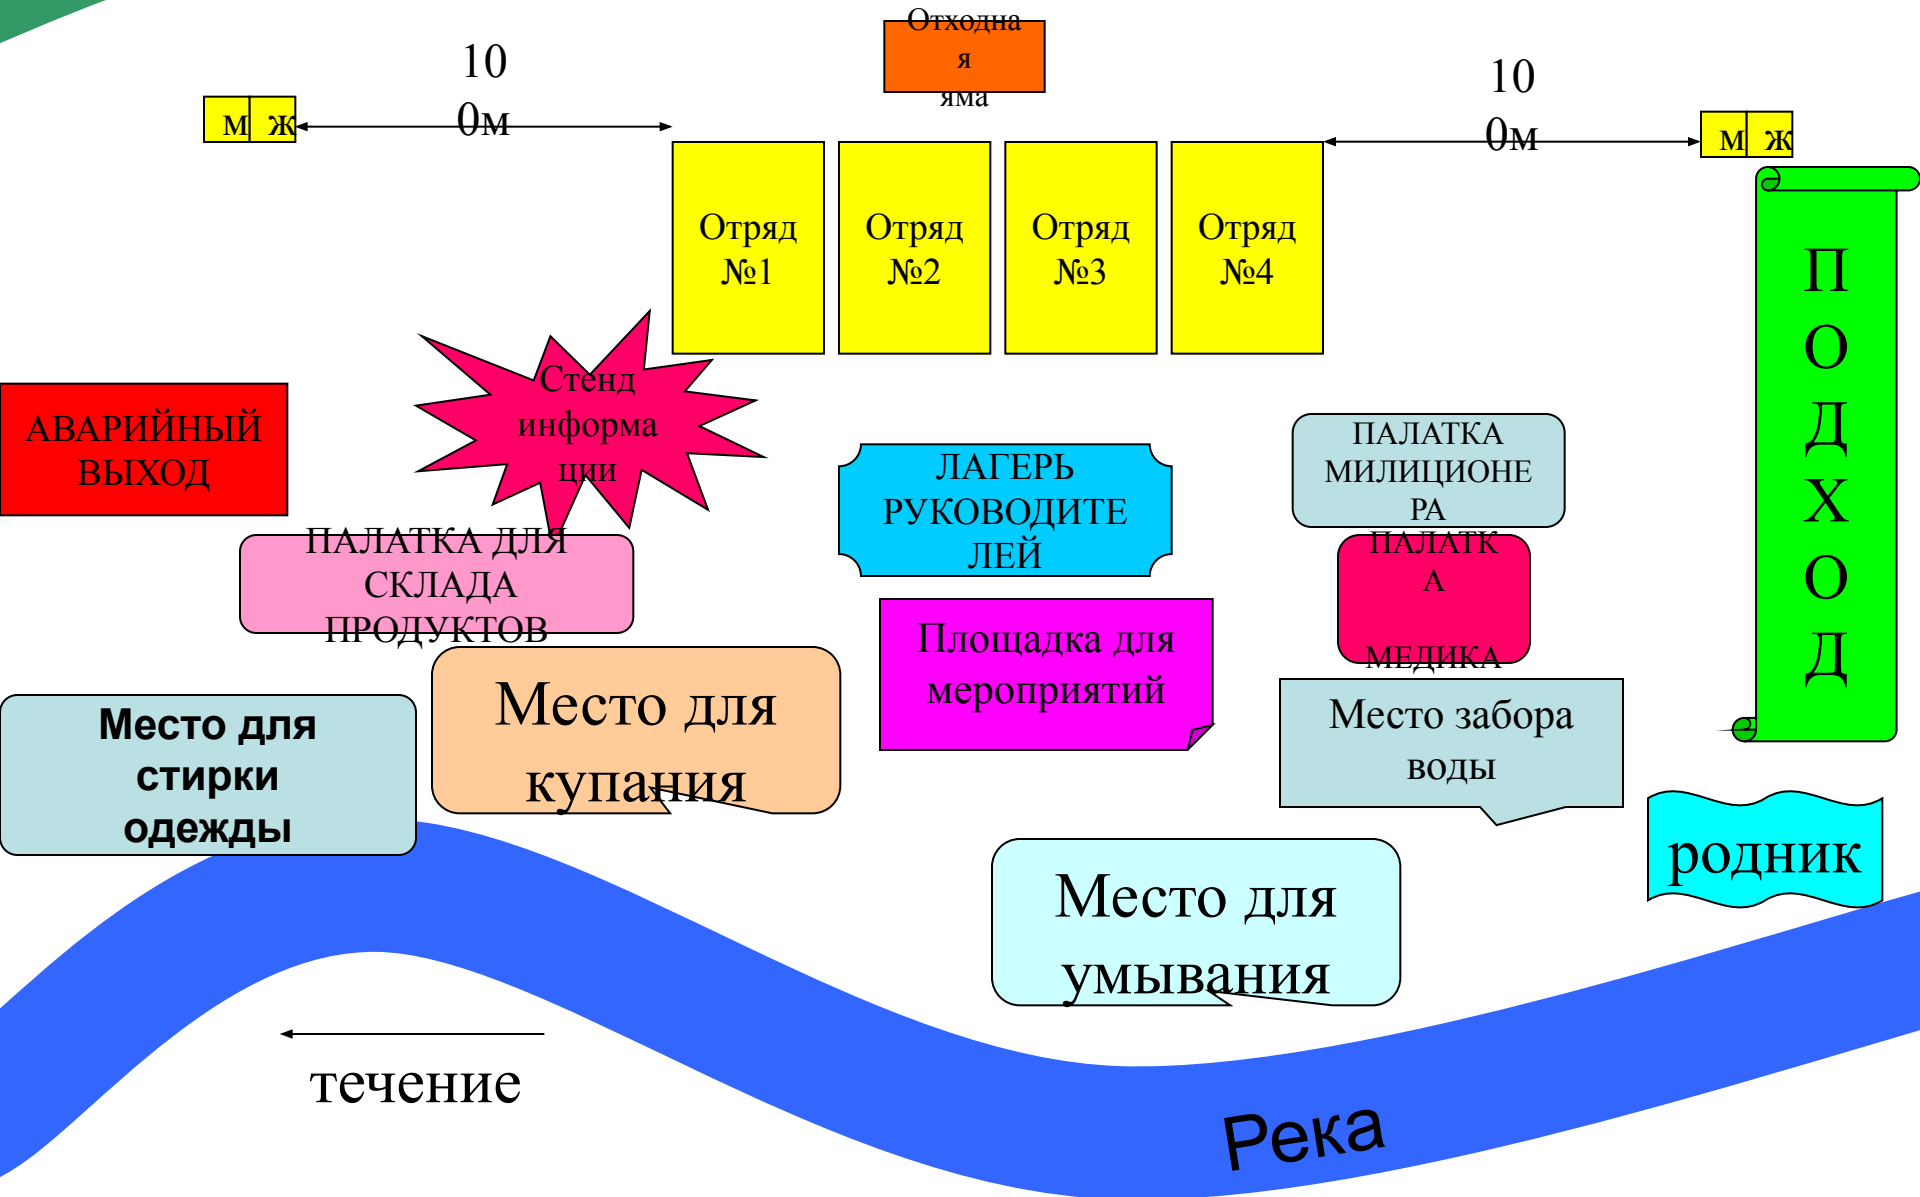 Отходна
я
яма
10
0м
10
0м
м ж
м ж
Отряд
№1
Отряд
№2
Отряд
№3
Отряд
№4
П
О
Д
Х
О
Д
Стенд
информа
ции
АВАРИЙНЫЙ
ВЫХОД
ЛАГЕРЬ
РУКОВОДИТЕ
ЛЕЙ
ПАЛАТКА
МИЛИЦИОНЕ
РА
ПАЛАТКА ДЛЯ
СКЛАДА
ПРОДУКТОВ
ПАЛАТК
А
МЕДИКА
Площадка для
мероприятий
Место для
купания
Место забора
воды
Место для
стирки
одежды
родник
Место для
умывания
течение
Река